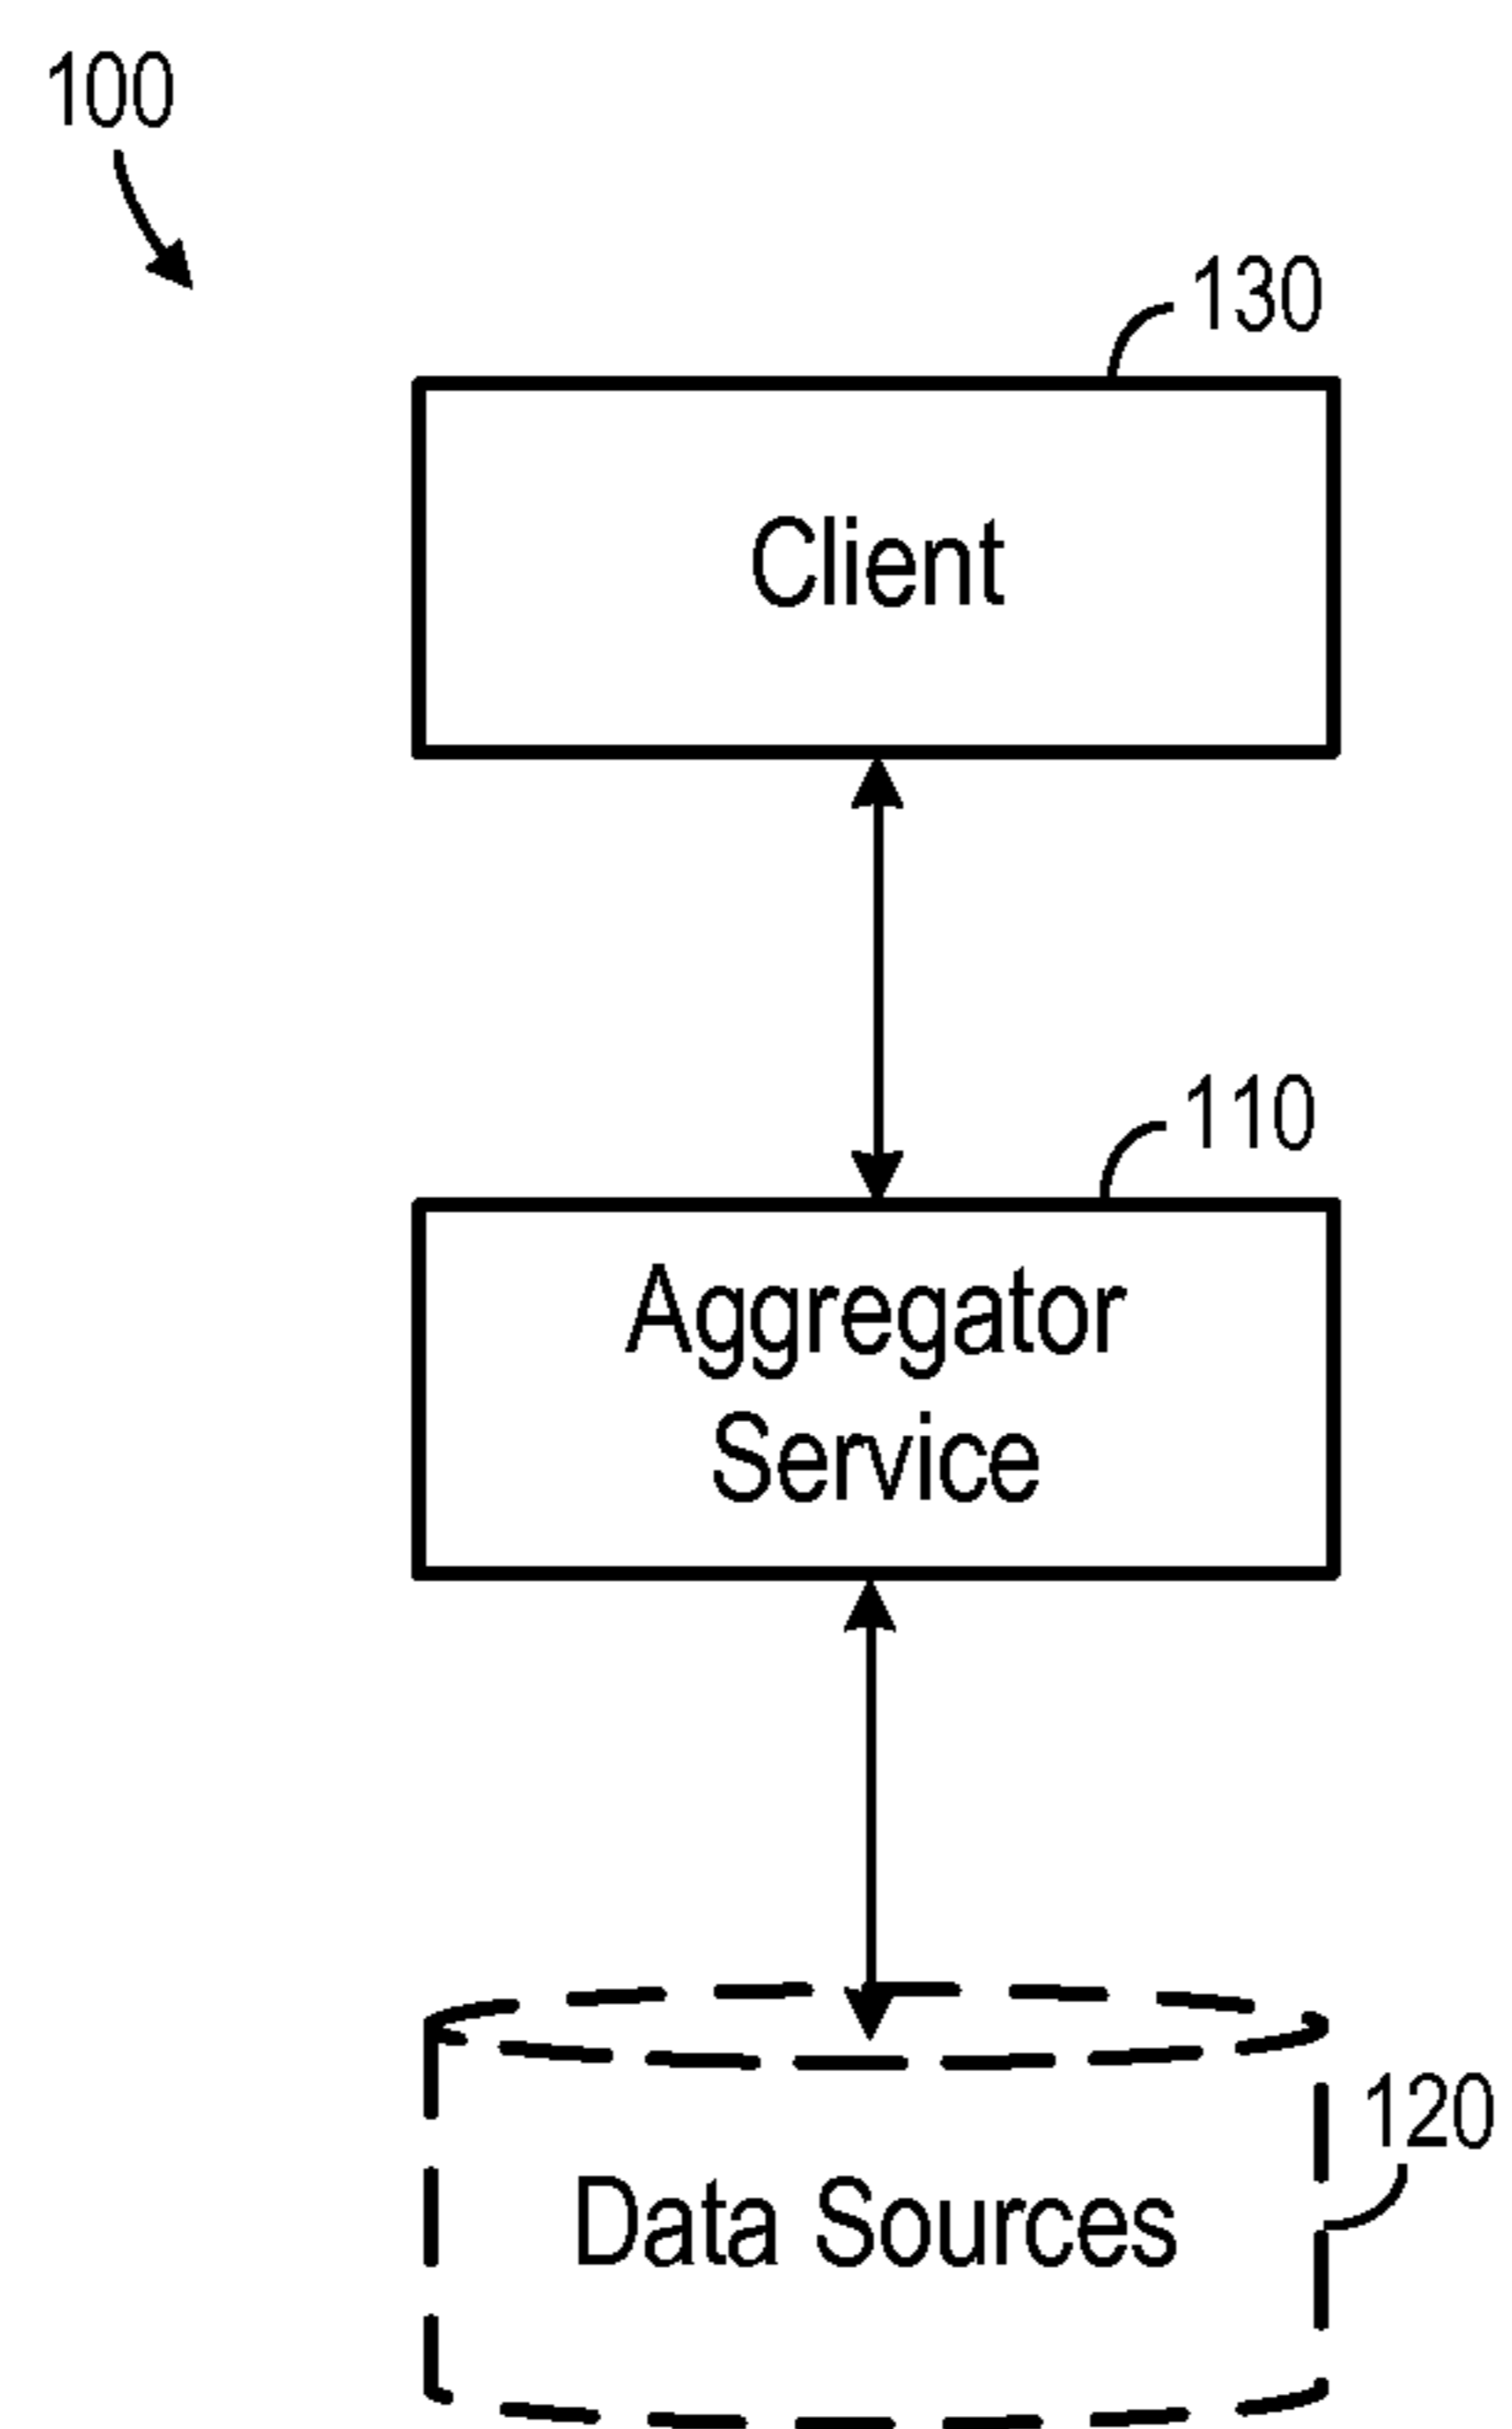 100
130
Client
110
Aggregator
Service
120
Data Sources